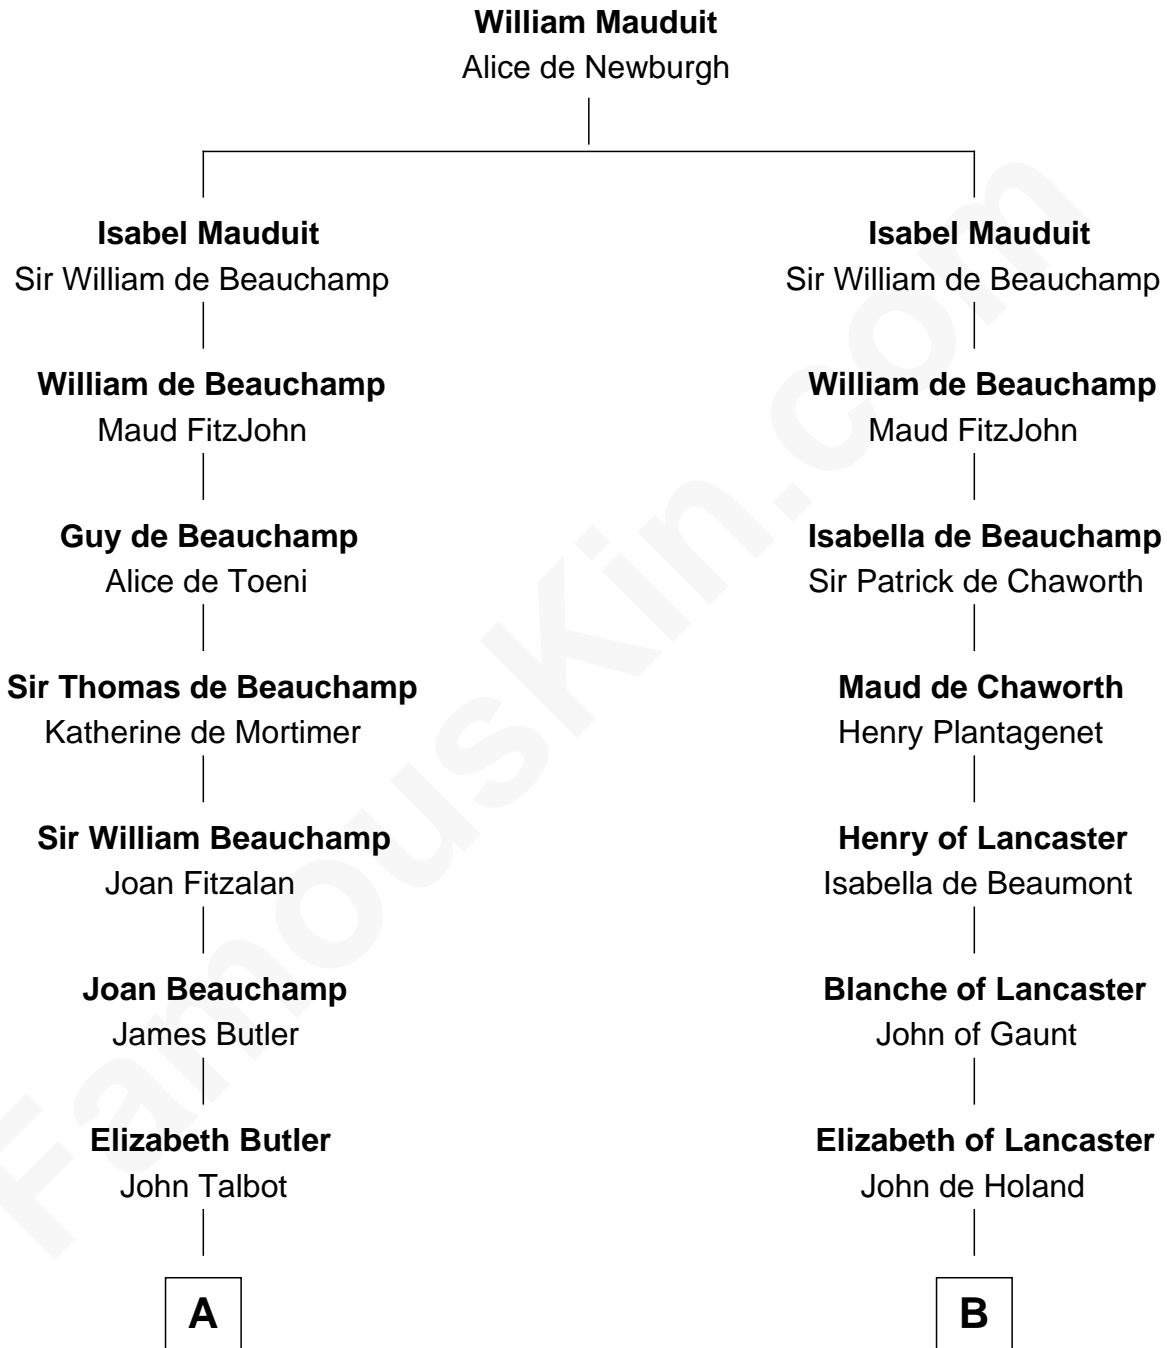 William Mauduit
Alice de Newburgh
Isabel Mauduit
Sir William de Beauchamp
Isabel Mauduit
Sir William de Beauchamp
William de Beauchamp
Maud FitzJohn
William de Beauchamp
Maud FitzJohn
Guy de Beauchamp
Alice de Toeni
Isabella de Beauchamp
Sir Patrick de Chaworth
Sir Thomas de Beauchamp
Katherine de Mortimer
Maud de Chaworth
Henry Plantagenet
Sir William Beauchamp
Joan Fitzalan
Henry of Lancaster
Isabella de Beaumont
Joan Beauchamp
James Butler
Blanche of Lancaster
John of Gaunt
Elizabeth Butler
John Talbot
Elizabeth of Lancaster
John de Holand
A
B
FamousKin.com